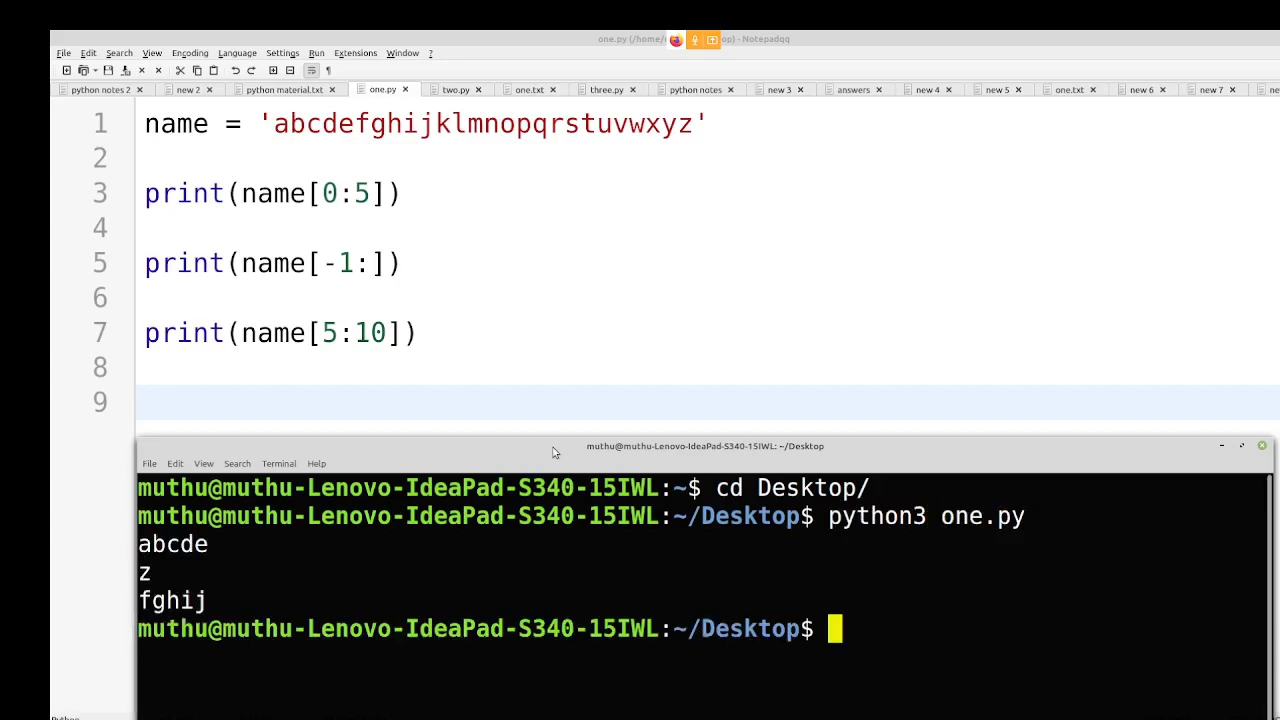 one.py (/home/ op) - Notepadqq
File Edit Search View Encoding Language Settings Run Extensions Window ?
python notes 2 new 2 python material.txt one.py two.py one.txt three.py python notes new 3 answers new 4 new 5 one.txt new 6 new 7
1 name = 'abcdefghijklmnopqrstuvwxyz'
2
3 print(name[0:5])
4
5 print(name[-1:])
6
7 print(name[5:10])
8
9
muthu@muthu-Lenovo-IdeaPad-S340-15IWL: ~/Desktop
File Edit View Search Terminal Help
muthu@muthu-Lenovo-IdeaPad-S340-15IWL:~$ cd Desktop/
muthu@muthu-Lenovo-IdeaPad-S340-15IWL:~/Desktop$ python3 one.py
abcde
z
fghij
muthu@muthu-Lenovo-IdeaPad-S340-15IWL:~/Desktop$